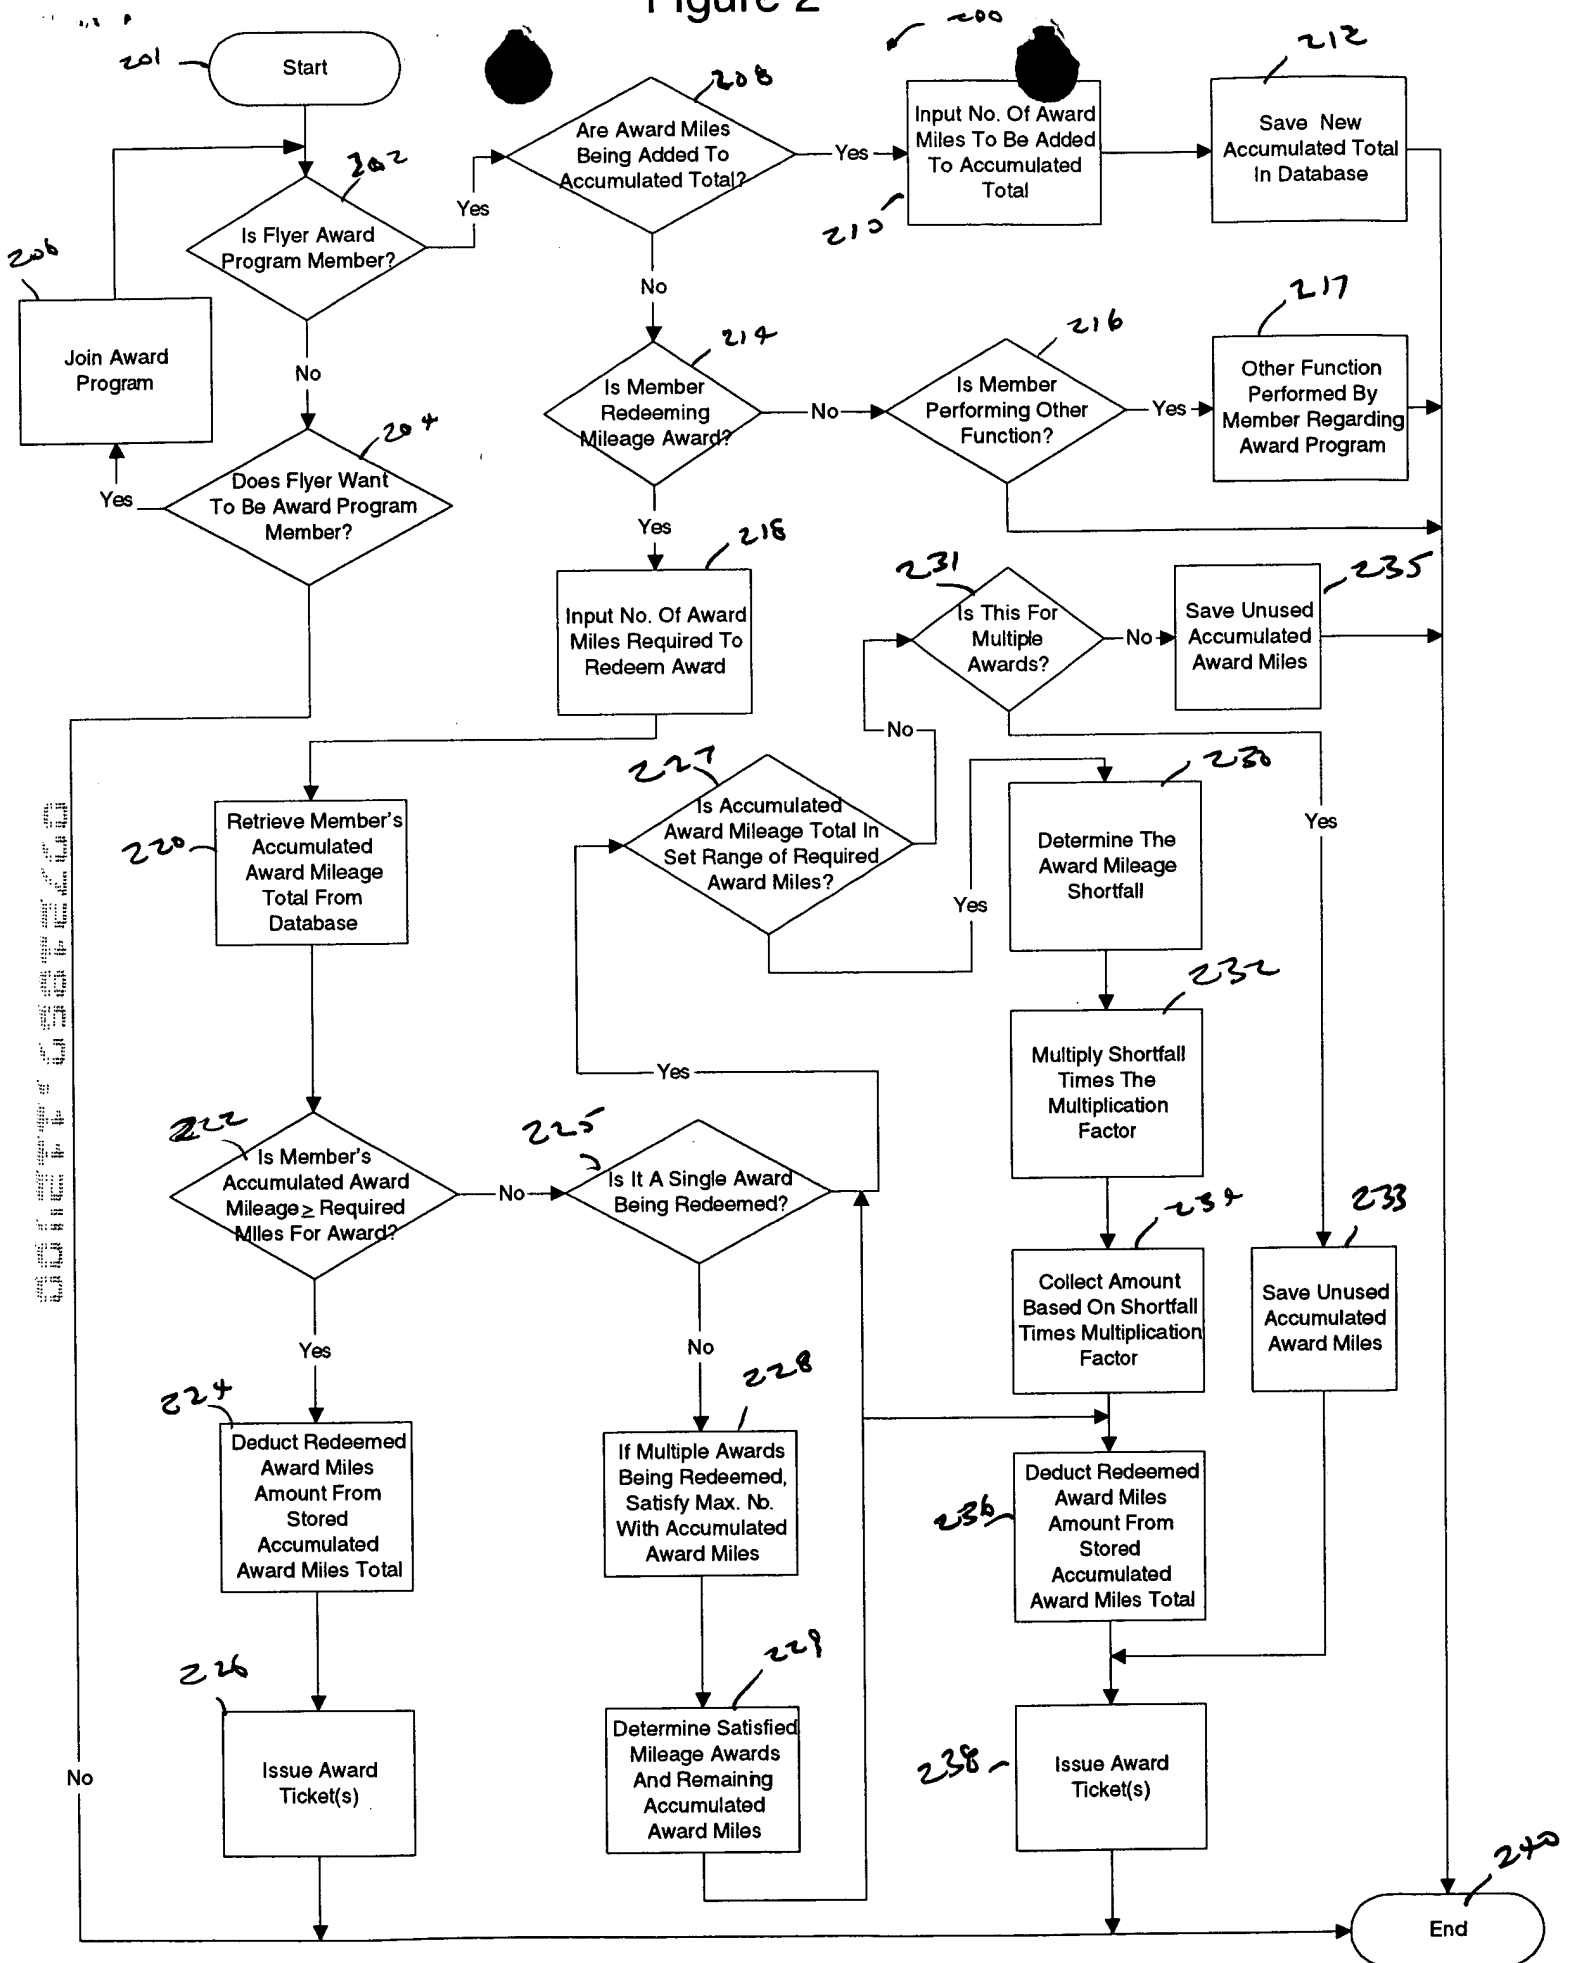 Figure 2
200
201
Start
202
Is Flyer Award
Program Member?
Yes
No
206
Join Award
Program
204
Does Flyer Want
To Be Award Program
Member?
Yes
No
208
Are Award Miles
Being Added To
Accumulated Total?
Yes
No
210
Input No. Of Award
Miles To Be Added
To Accumulated
Total
212
Save New
Accumulated Total
In Database
214
Is Member
Redeeming
Mileage Award?
No
Yes
216
Is Member
Performing Other
Function?
Yes
217
Other Function
Performed By
Member Regarding
Award Program
218
Input No. Of Award
Miles Required To
Redeem Award
231
Is This For
Multiple
Awards?
No
Yes
235
Save Unused
Accumulated
Award Miles
220
Retrieve Member's
Accumulated
Award Mileage
Total From
Database
227
Is Accumulated
Award Mileage Total In
Set Range of Required
Award Miles?
No
Yes
230
Determine The
Award Mileage
Shortfall
232
Multiply Shortfall
Times The
Multiplication
Factor
222
Is Member's
Accumulated Award
Mileage ≥ Required
Miles For Award?
No
Yes
225
Is It A Single Award
Being Redeemed?
Yes
No
234
Collect Amount
Based On Shortfall
Times Multiplication
Factor
233
Save Unused
Accumulated
Award Miles
224
Deduct Redeemed
Award Miles
Amount From
Stored
Accumulated
Award Miles Total
228
If Multiple Awards
Being Redeemed,
Satisfy Max. No.
With Accumulated
Award Miles
236
Deduct Redeemed
Award Miles
Amount From
Stored
Accumulated
Award Miles Total
226
Issue Award
Ticket(s)
229
Determine Satisfied
Mileage Awards
And Remaining
Accumulated
Award Miles
238
Issue Award
Ticket(s)
240
End